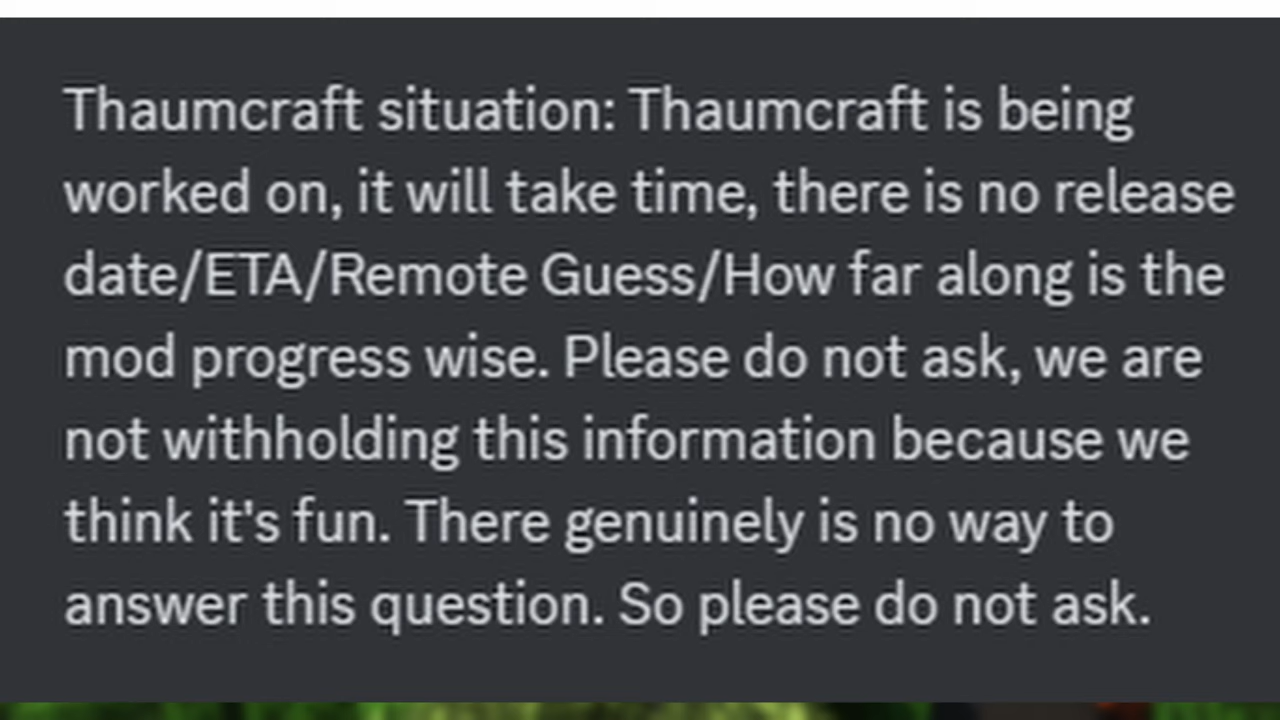 Thaumcraft situation: Thaumcraft is being
worked on, it will take time, there is no release
date/ETA/Remote Guess/How far along is the
mod progress wise. Please do not ask, we are
not withholding this information because we
think it's fun. There genuinely is no way to
answer this question. So please do not ask.